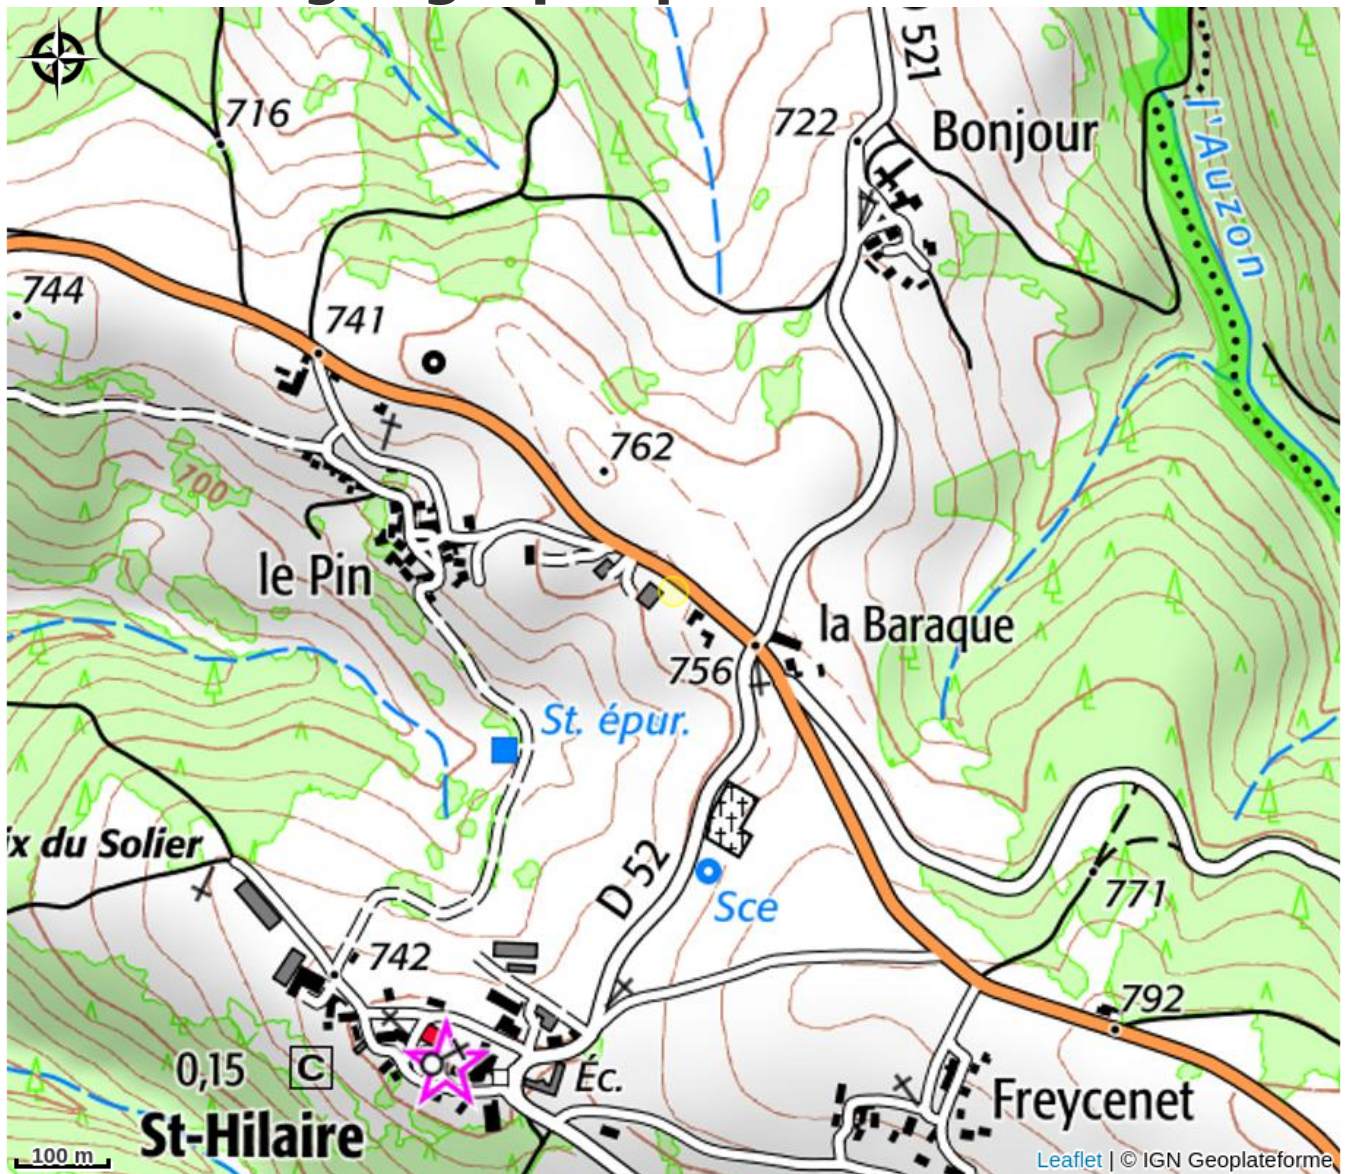 521
716
722
Bonjour
l'Auzon
744
741
762
700
le Pin
la Baraque
756
St. épur.
ix du Solier
D 52
Sce
771
742
792
0,15
C
Éc.
Freycenet
St-Hilaire
100 m
Leaflet | © IGN Geoplateforme